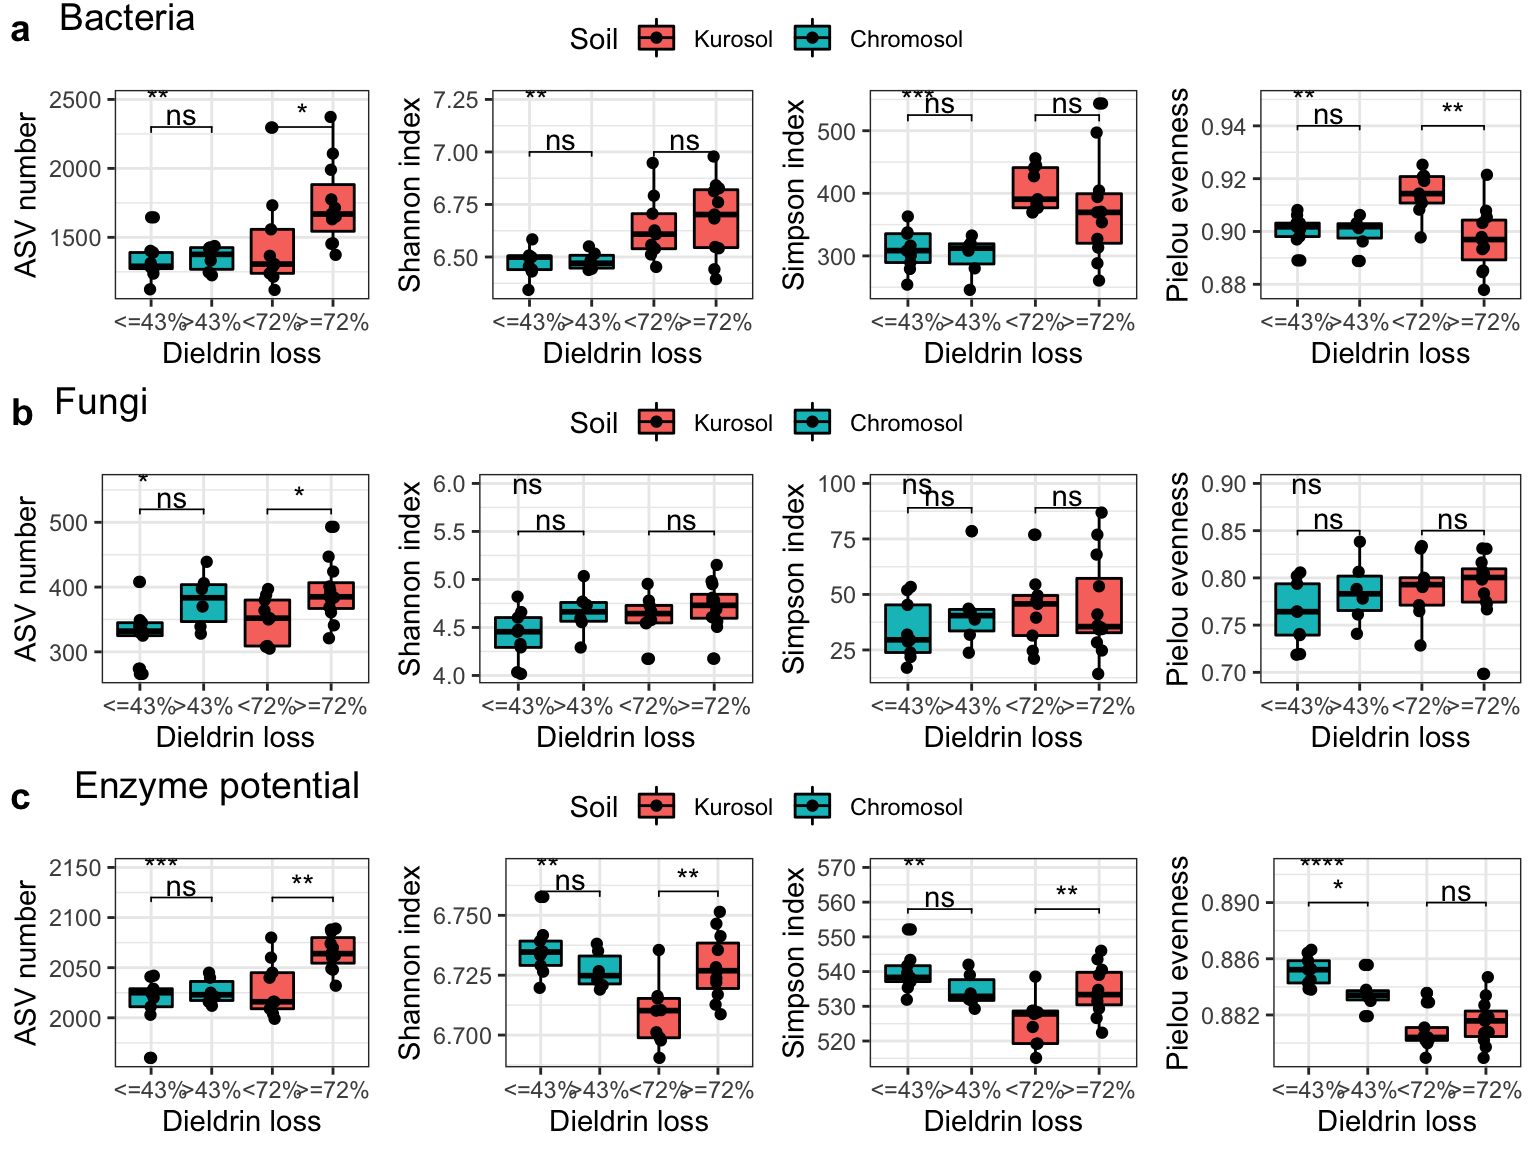 a Bacteria
Soil Kurosol Chromosol
ASV number
2500
2000
1500
**
ns
*
<=43% >43% <72% >=72%
Dieldrin loss
Shannon index
7.25
7.00
6.75
6.50
**
ns
ns
<=43% >43% <72% >=72%
Dieldrin loss
Simpson index
500
400
300
***
ns
ns
<=43% >43% <72% >=72%
Dieldrin loss
Pielou evenness
0.94
0.92
0.90
0.88
**
ns
**
<=43% >43% <72% >=72%
Dieldrin loss
b Fungi
Soil Kurosol Chromosol
ASV number
500
400
300
*
ns
*
<=43% >43% <72% >=72%
Dieldrin loss
Shannon index
6.0
5.5
5.0
4.5
4.0
ns
ns
ns
<=43% >43% <72% >=72%
Dieldrin loss
Simpson index
100
75
50
25
ns
ns
ns
<=43% >43% <72% >=72%
Dieldrin loss
Pielou evenness
0.90
0.85
0.80
0.75
0.70
ns
ns
ns
<=43% >43% <72% >=72%
Dieldrin loss
c Enzyme potential
Soil Kurosol Chromosol
ASV number
2150
2100
2050
2000
***
ns
**
<=43% >43% <72% >=72%
Dieldrin loss
Shannon index
6.750
6.725
6.700
**
ns
**
<=43% >43% <72% >=72%
Dieldrin loss
Simpson index
570
560
550
540
530
520
**
ns
**
<=43% >43% <72% >=72%
Dieldrin loss
Pielou evenness
0.890
0.886
0.882
****
*
ns
<=43% >43% <72% >=72%
Dieldrin loss